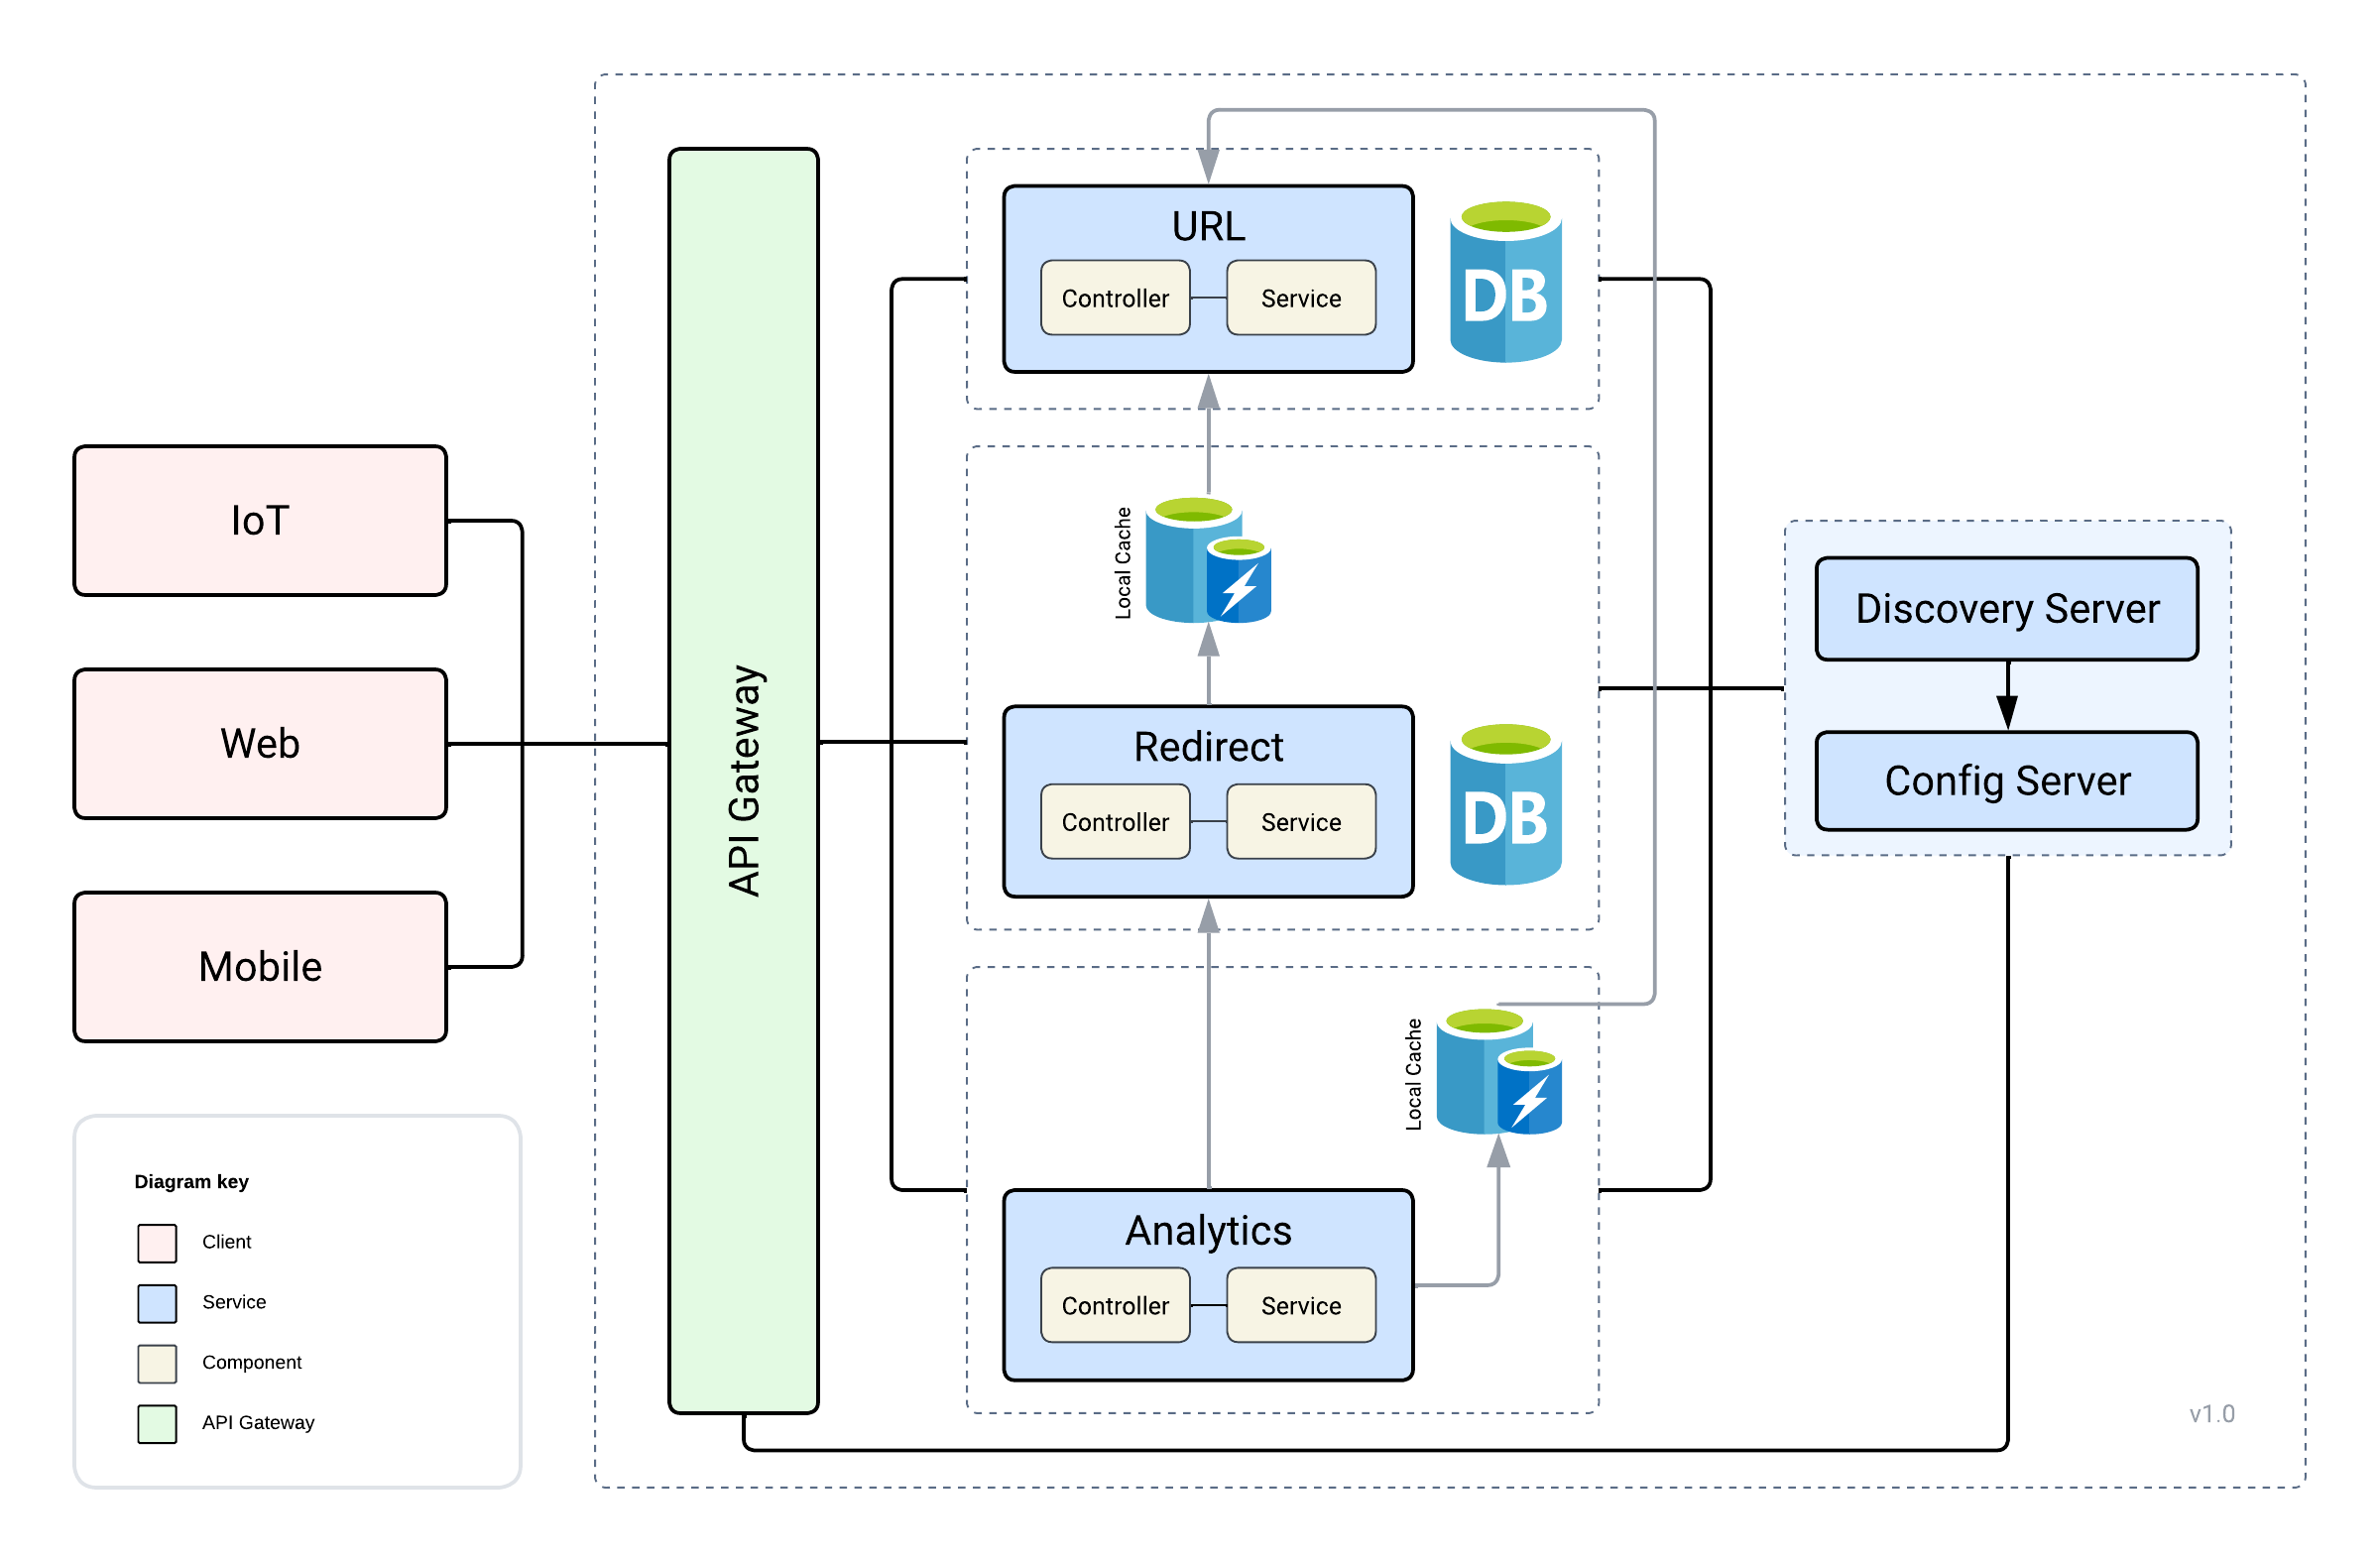 IoT
Web
Mobile
Diagram key
Client
Service
Component
API Gateway
API Gateway
URL
Controller
Service
DB
Local Cache
Redirect
Controller
Service
DB
Local Cache
Analytics
Controller
Service
Discovery Server
Config Server
v1.0